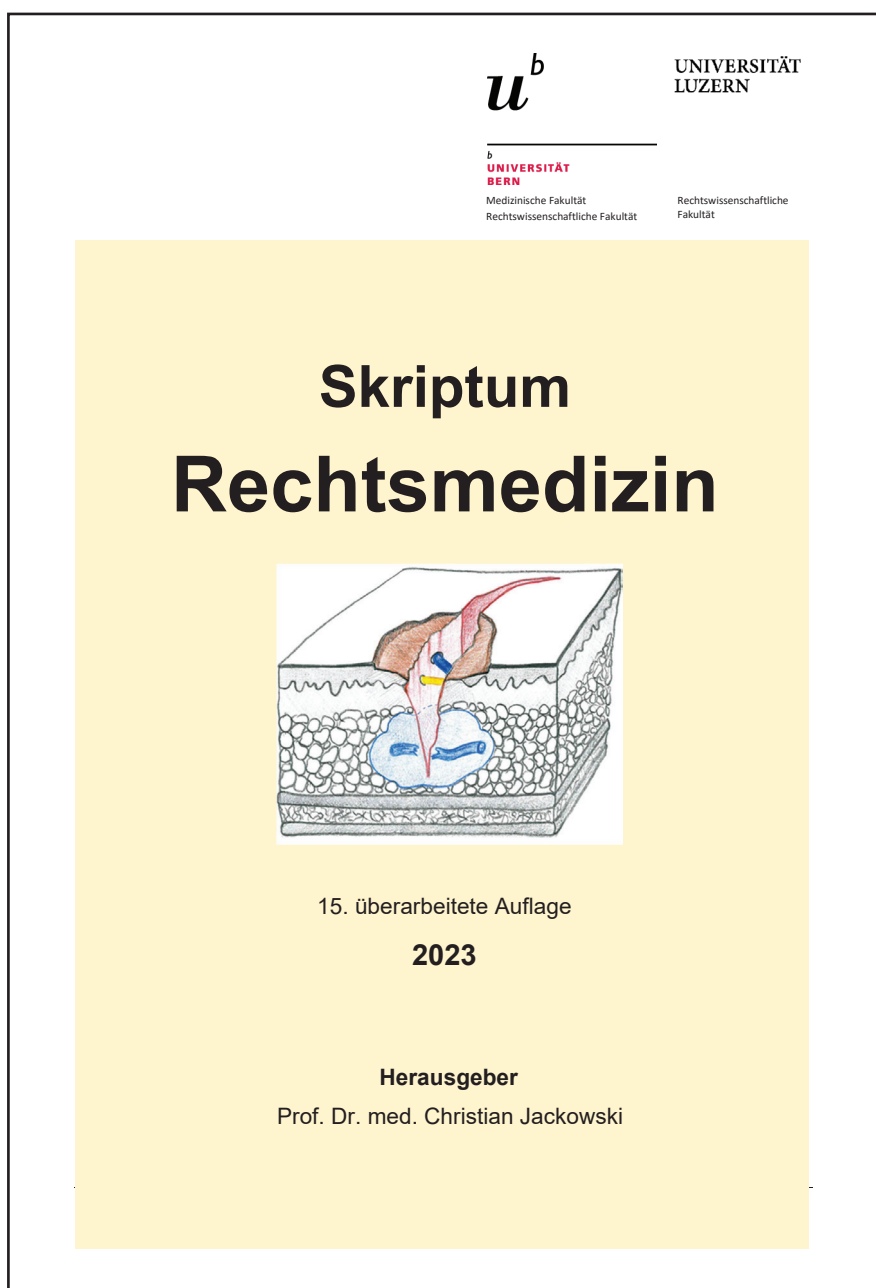 u^b
UNIVERSITÄT
LUZERN
b
UNIVERSITÄT
BERN
Medizinische Fakultät
Rechtswissenschaftliche Fakultät
Rechtswissenschaftliche
Fakultät
Skriptum
Rechtsmedizin
15. überarbeitete Auflage
2023
Herausgeber
Prof. Dr. med. Christian Jackowski